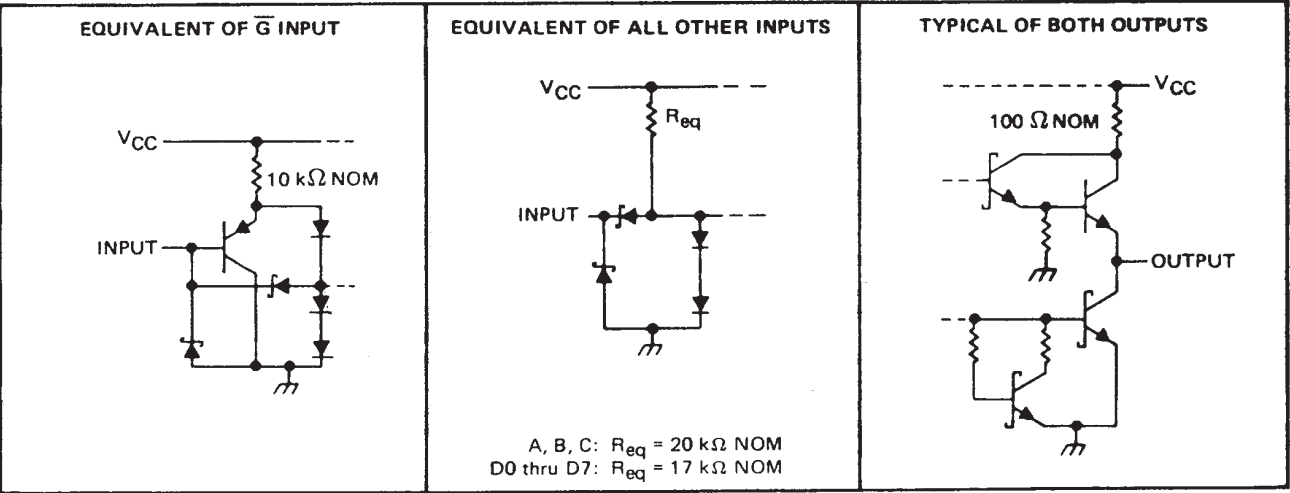 EQUIVALENT OF G̅ INPUT
VCC
10 kΩ NOM
INPUT
EQUIVALENT OF ALL OTHER INPUTS
VCC
Req
INPUT
A, B, C: Req = 20 kΩ NOM
D0 thru D7: Req = 17 kΩ NOM
TYPICAL OF BOTH OUTPUTS
VCC
100 Ω NOM
OUTPUT